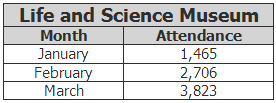 Life and Science Museum
Month Attendance
January 1,465
February 2,706
March 3,823